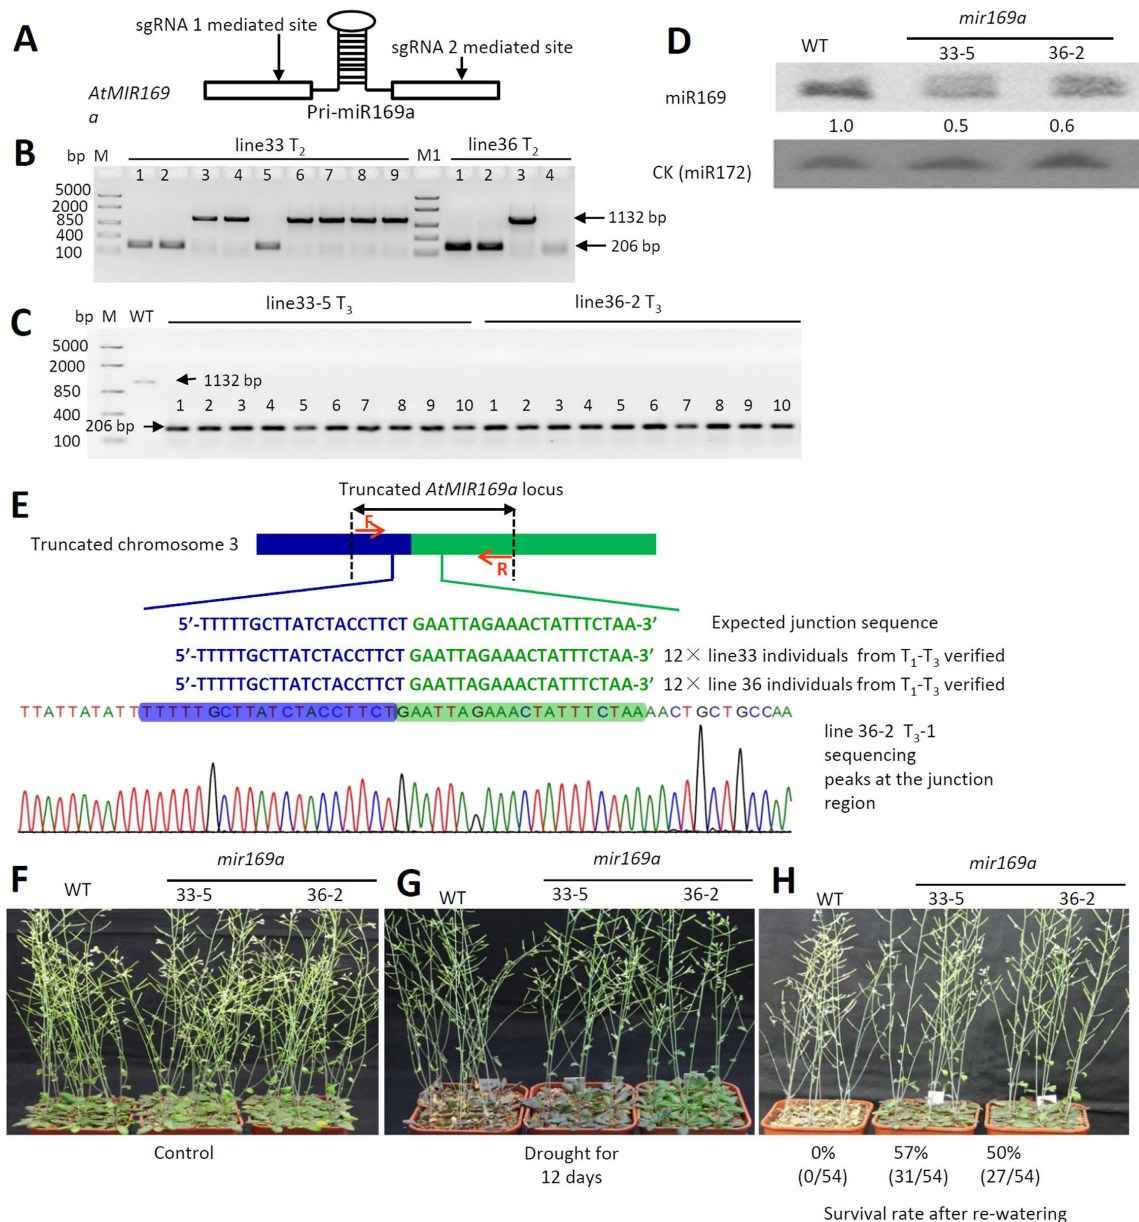 A
sgRNA 1 mediated site
sgRNA 2 mediated site
AtMIR169
a
Pri-miR169a
B
bp M line33 T2 M1 line36 T2
1 2 3 4 5 6 7 8 9 1 2 3 4
5000
2000
850
400
100
1132 bp
206 bp
C
bp M WT line33-5 T3 line36-2 T3
5000
2000
850
400
100
1132 bp
1 2 3 4 5 6 7 8 9 10 1 2 3 4 5 6 7 8 9 10
206 bp
D
WT mir169a
33-5 36-2
miR169
1.0 0.5 0.6
CK (miR172)
E
Truncated AtMIR169a locus
F
Truncated chromosome 3
R
5’-TTTTTGCTTATCTACCTTCT GAATTAGAAACTATTTCTAA-3’ Expected junction sequence
5’-TTTTTGCTTATCTACCTTCT GAATTAGAAACTATTTCTAA-3’ 12× line33 individuals from T1-T3 verified
5’-TTTTTGCTTATCTACCTTCT GAATTAGAAACTATTTCTAA-3’ 12× line 36 individuals from T1-T3 verified
TTATTATATTTTTTTGCTTATCTACCTTCTGAATTAGAAACTATTTCTAAAACTGCTGCCAA
line 36-2 T3-1
sequencing
peaks at the junction
region
F
WT mir169a
33-5 36-2
Control
G
WT mir169a
33-5 36-2
Drought for
12 days
H
WT mir169a
33-5 36-2
0% 57% 50%
(0/54) (31/54) (27/54)
Survival rate after re-watering